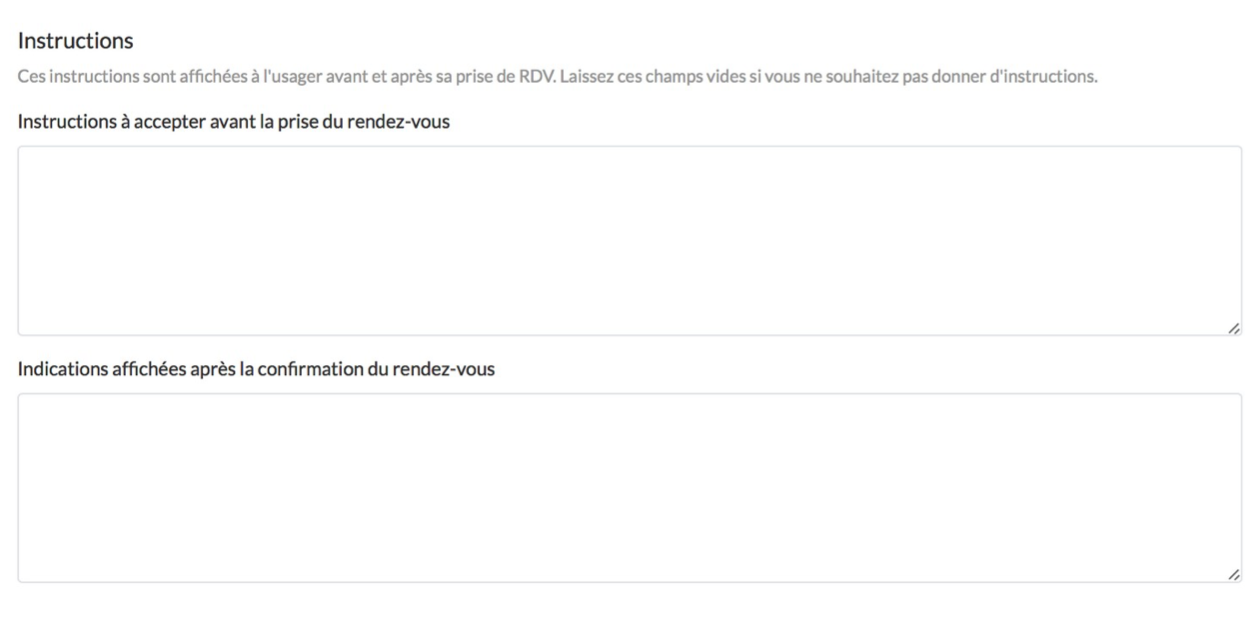 Instructions
Ces instructions sont affichées à l'usager avant et après sa prise de RDV. Laissez ces champs vides si vous ne souhaitez pas donner d'instructions.
Instructions à accepter avant la prise du rendez-vous
Indications affichées après la confirmation du rendez-vous